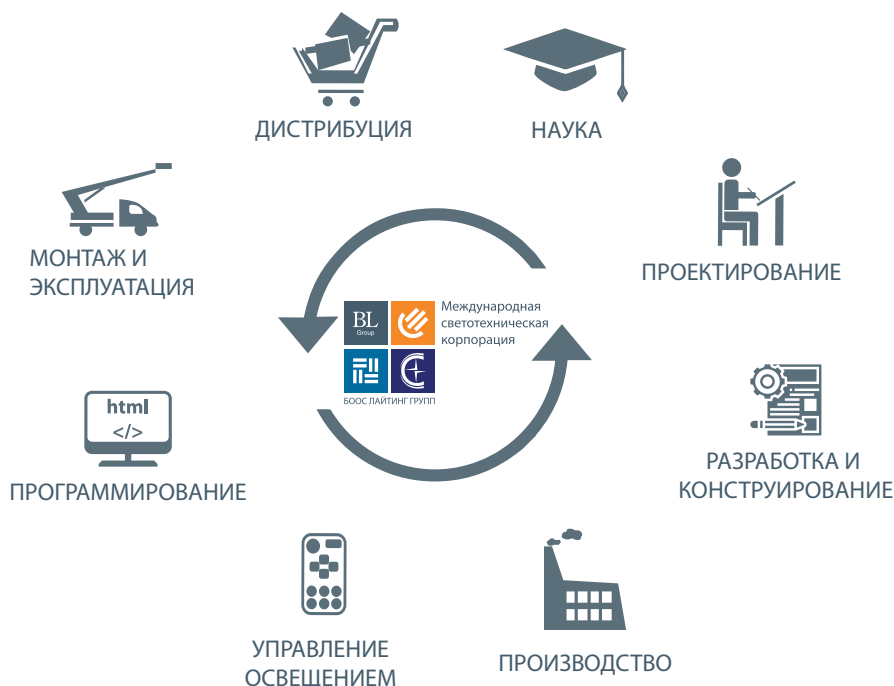 ДИСТРИБУЦИЯ
НАУКА
МОНТАЖ И
ЭКСПЛУАТАЦИЯ
ПРОЕКТИРОВАНИЕ
BL
Group
Международная
светотехническая
корпорация
БООС ЛАЙТИНГ ГРУПП
html
</>
ПРОГРАММИРОВАНИЕ
РАЗРАБОТКА И
КОНСТРУИРОВАНИЕ
УПРАВЛЕНИЕ
ОСВЕЩЕНИЕМ
ПРОИЗВОДСТВО